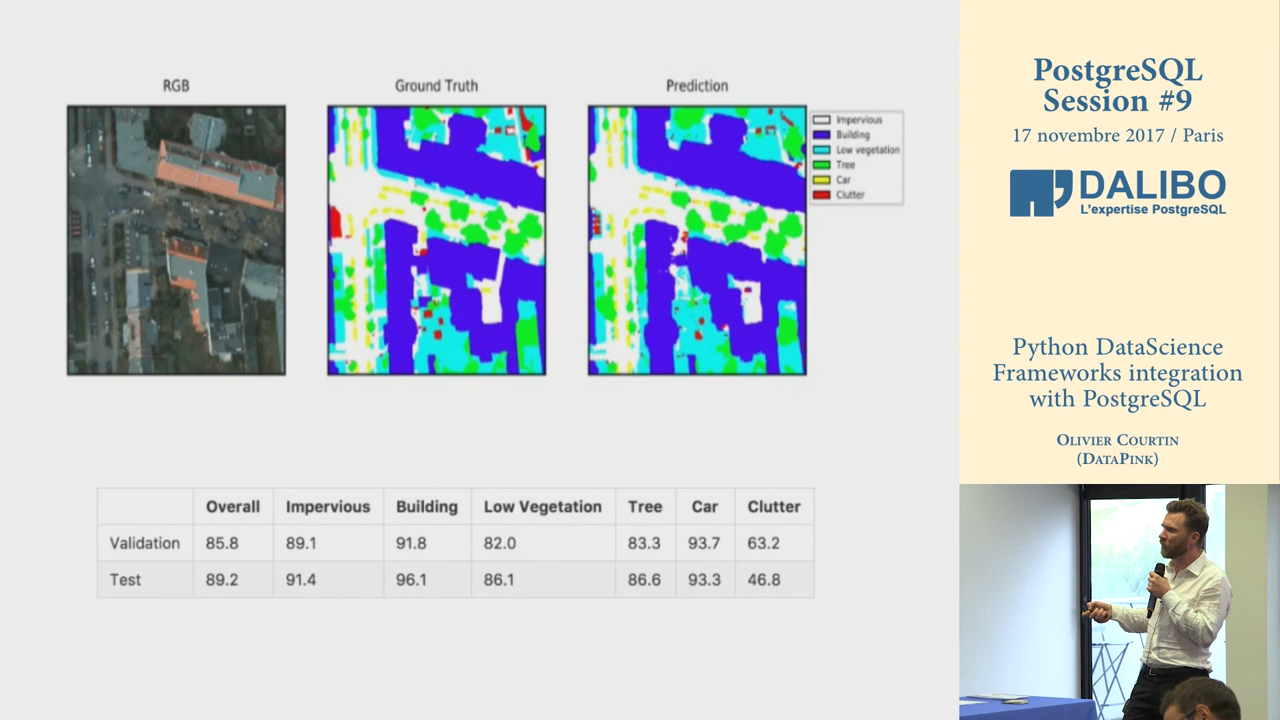 RGB
Ground Truth
Prediction
Impervious
Building
Low vegetation
Tree
Car
Clutter
Overall Impervious Building Low Vegetation Tree Car Clutter
Validation 85.8 89.1 91.8 82.0 83.3 93.7 63.2
Test 89.2 91.4 96.1 86.1 86.6 93.3 46.8
PostgreSQL
Session #9
17 novembre 2017 / Paris
DALIBO
L'expertise PostgreSQL
Python DataScience
Frameworks integration
with PostgreSQL
Olivier Courtin
(DataPink)